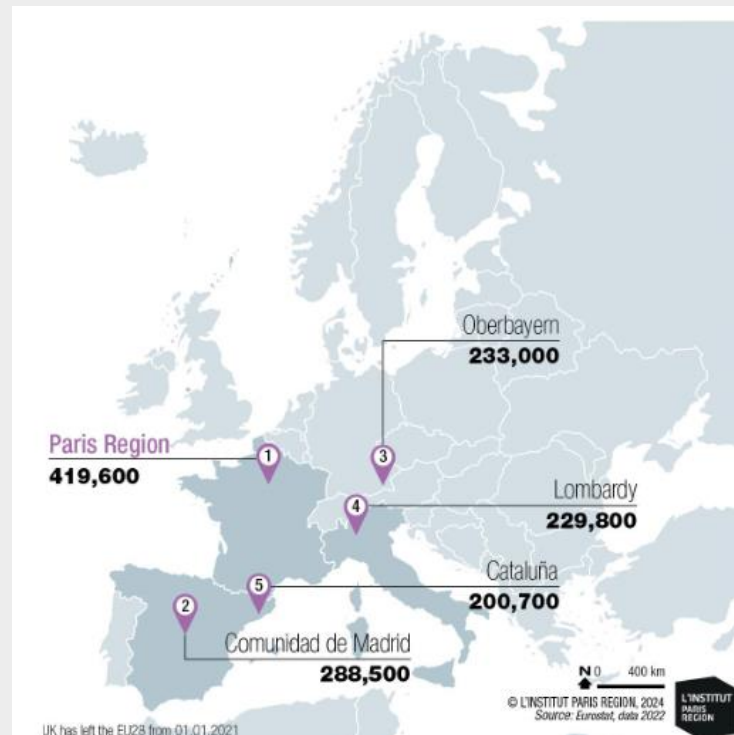 Oberbayern
233,000
Paris Region
419,600
1
3
4
Lombardy
229,800
5
Cataluña
200,700
2
Comunidad de Madrid
288,500
N 0 400 km
© L'INSTITUT PARIS REGION, 2024
Source: Eurostat, data 2022
L'INSTITUT
PARIS
REGION
UK has left the EU28 from 01.01.2021